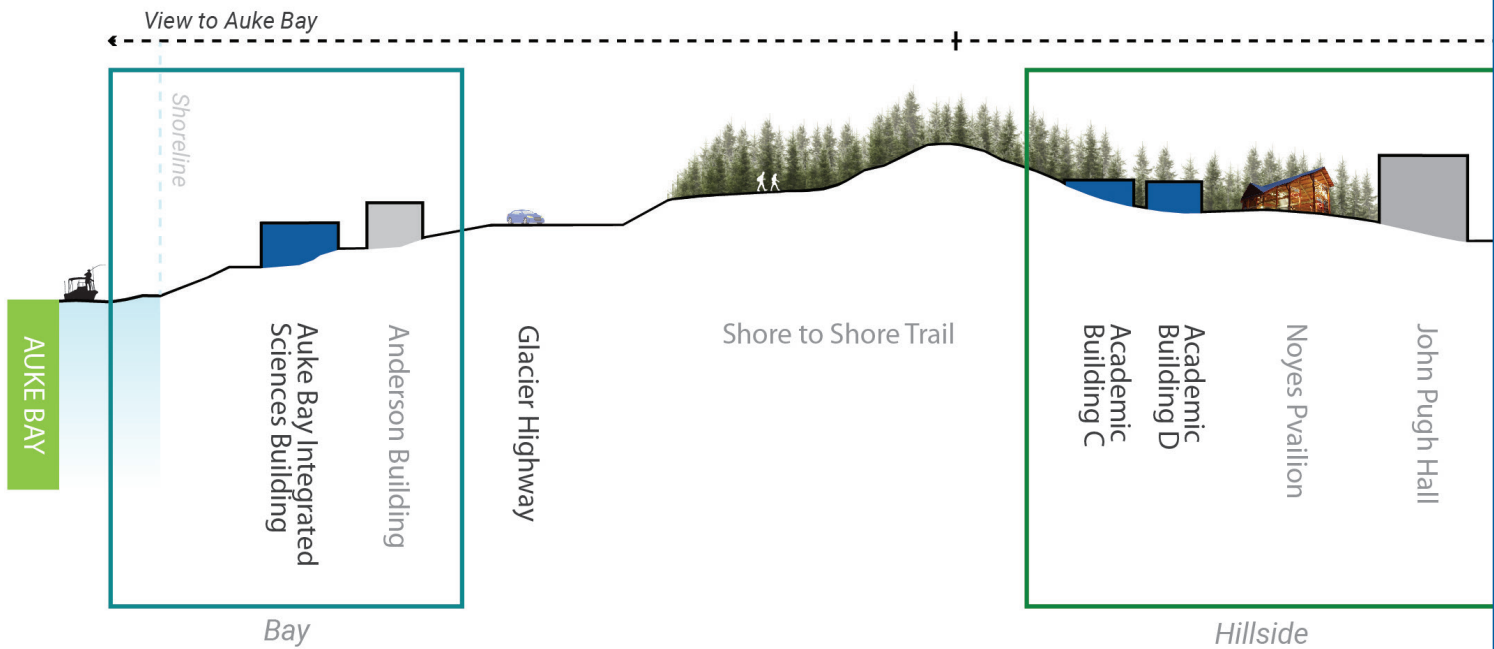 View to Auke Bay
Shoreline
AUKE BAY
Auke Bay Integrated
Sciences Building
Anderson Building
Glacier Highway
Shore to Shore Trail
Academic
Building C
Academic
Building D
Noyes Pvailion
John Pugh Hall
Bay
Hillside